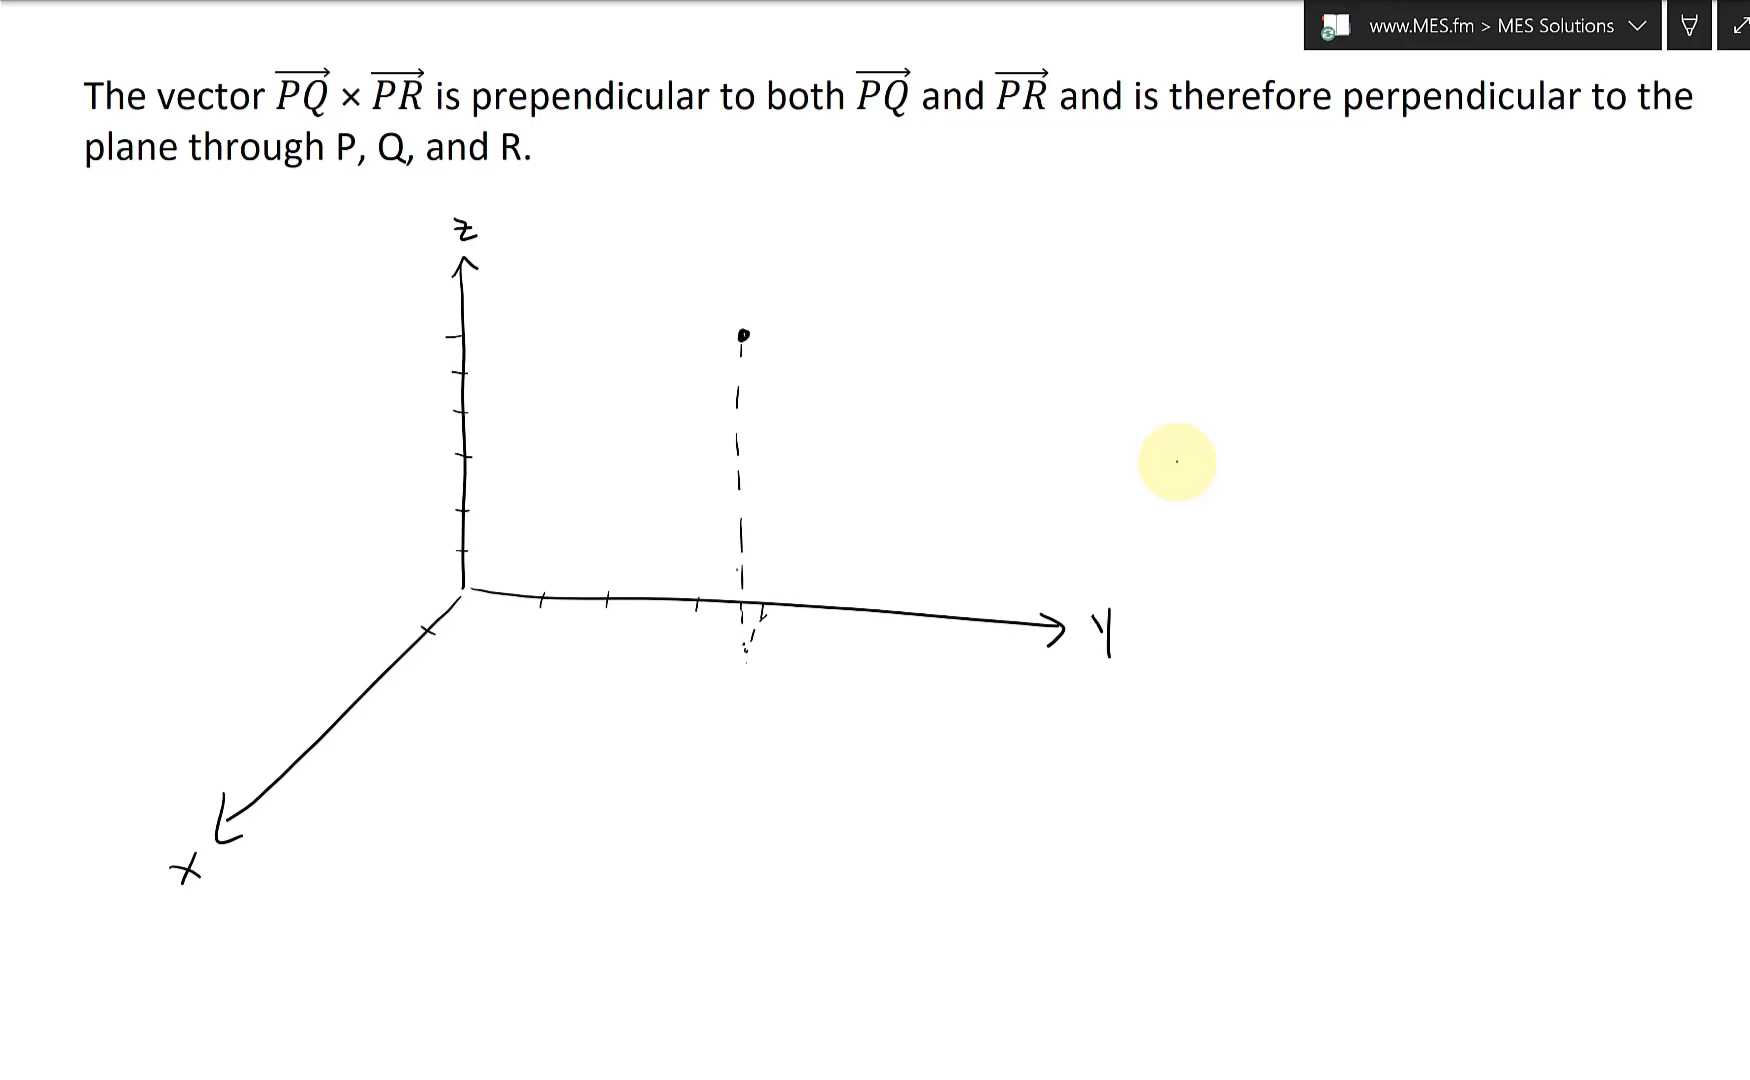 www.MES.fm > MES Solutions
The vector PQ × PR is prependicular to both PQ and PR and is therefore perpendicular to the
plane through P, Q, and R.
z
y
x